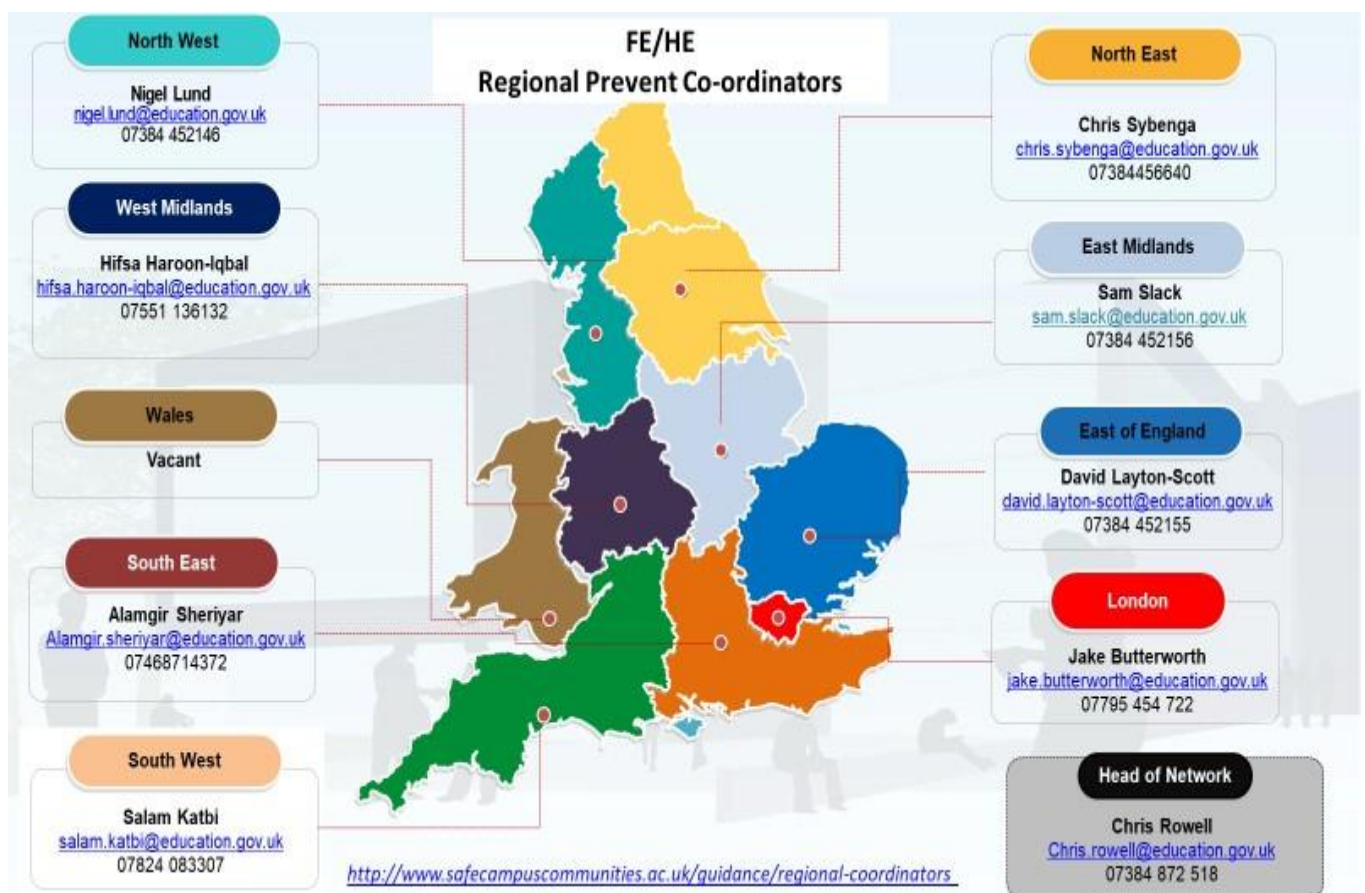 FE/HE
Regional Prevent Co-ordinators
North West
Nigel Lund
nigel.lund@education.gov.uk
07384 452146
West Midlands
Hifsa Haroon-Iqbal
hifsa.haroon-iqbal@education.gov.uk
07551 136132
Wales
Vacant
South East
Alamgir Sheriyar
Alamgir.sheriyar@education.gov.uk
07468714372
South West
Salam Katbi
salam.katbi@education.gov.uk
07824 083307
North East
Chris Sybenga
chris.sybenga@education.gov.uk
07384456640
East Midlands
Sam Slack
sam.slack@education.gov.uk
07384 452156
East of England
David Layton-Scott
david.layton-scott@education.gov.uk
07384 452155
London
Jake Butterworth
jake.butterworth@education.gov.uk
07795 454 722
Head of Network
Chris Rowell
Chris.rowell@education.gov.uk
07384 872 518
http://www.safecampuscommunities.ac.uk/guidance/regional-coordinators